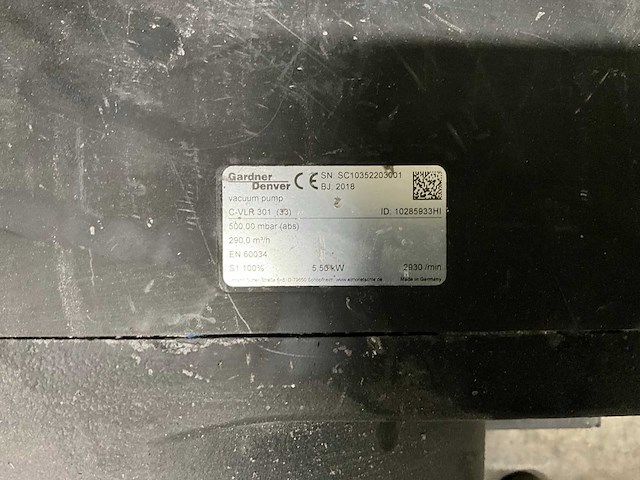 Gardner
Denver
CE
SN: SC10352203001
BJ. 2018
vacuum pump
C-VLR 301 (33) ID: 10285933HI
500,00 mbar (abs)
290,0 m³/h
EN 60034
S1 100% 5,50 kW 2930 /min
Made in Germany